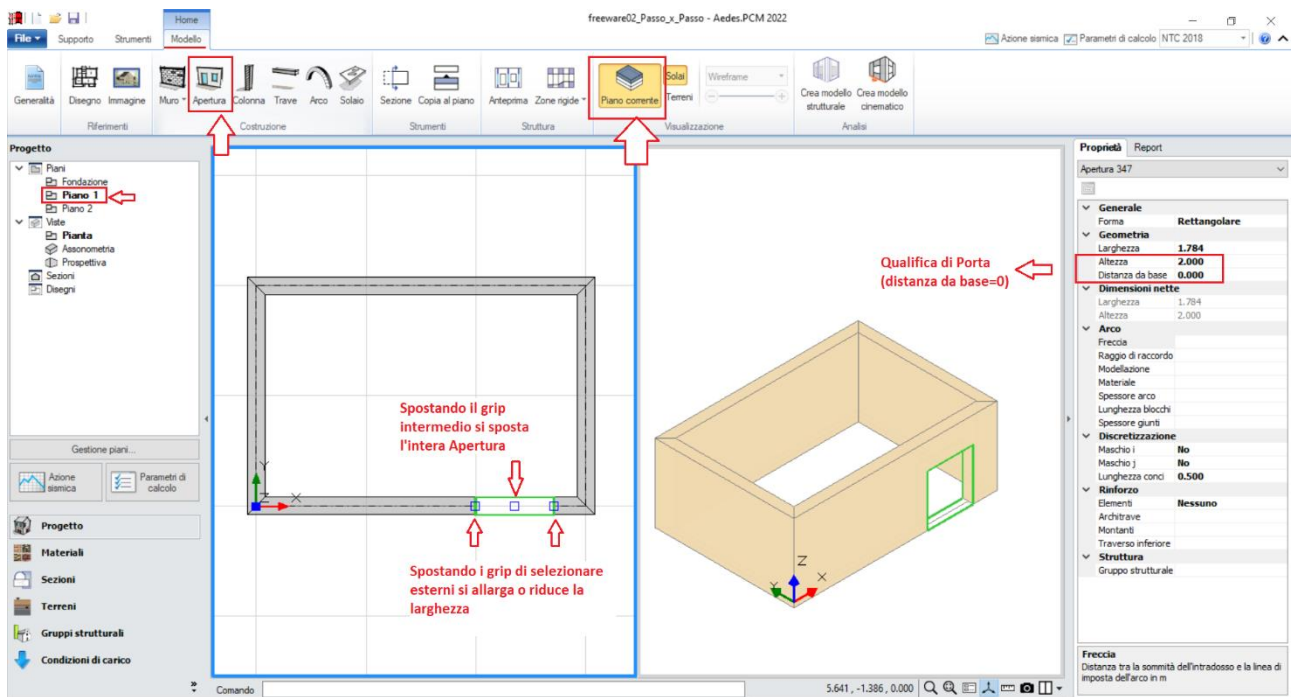 freeware02_Passo_x_Passo - Aedes.PCM 2022
Home
File Supporto Strumenti Modello
Azione sismica Parametri di calcolo NTC 2018
Generalità Disegno Immagine Muro Apertura Colonna Trave Arco Solaio Sezione Copia al piano Anteprima Zone rigide Piano corrente Solai Terreni Wireframe Crea modello strutturale Crea modello cinematico
Riferimenti Costruzione Strumenti Struttura Visualizzazione Analisi
Progetto
Piani
Fondazione
Piano 1
Piano 2
Viste
Pianta
Assonometria
Prospettiva
Sezioni
Disegni
Gestione piani...
Azione sismica
Parametri di calcolo
Progetto
Materiali
Sezioni
Terreni
Gruppi strutturali
Condizioni di carico
Spostando il grip
intermedio si sposta
l'intera Apertura
Y
Z
X
Spostando i grip di selezionare
esterni si allarga o riduce la
larghezza
Qualifica di Porta
(distanza da base=0)
Z
Y
X
Comando
5.641 , -1.386, 0.000
Proprietà Report
Apertura 347
Generale
Forma Rettangolare
Geometria
Larghezza 1.784
Altezza 2.000
Distanza da base 0.000
Dimensioni nette
Larghezza 1.784
Altezza 2.000
Arco
Freccia
Raggio di raccordo
Modellazione
Materiale
Spessore arco
Lunghezza blocchi
Spessore giunti
Discretizzazione
Maschio i No
Maschio j No
Lunghezza conci 0.500
Rinforzo
Elementi Nessuno
Architrave
Montanti
Traverso inferiore
Struttura
Gruppo strutturale
Freccia
Distanza tra la sommità dell'intradosso e la linea di
imposta dell'arco in m